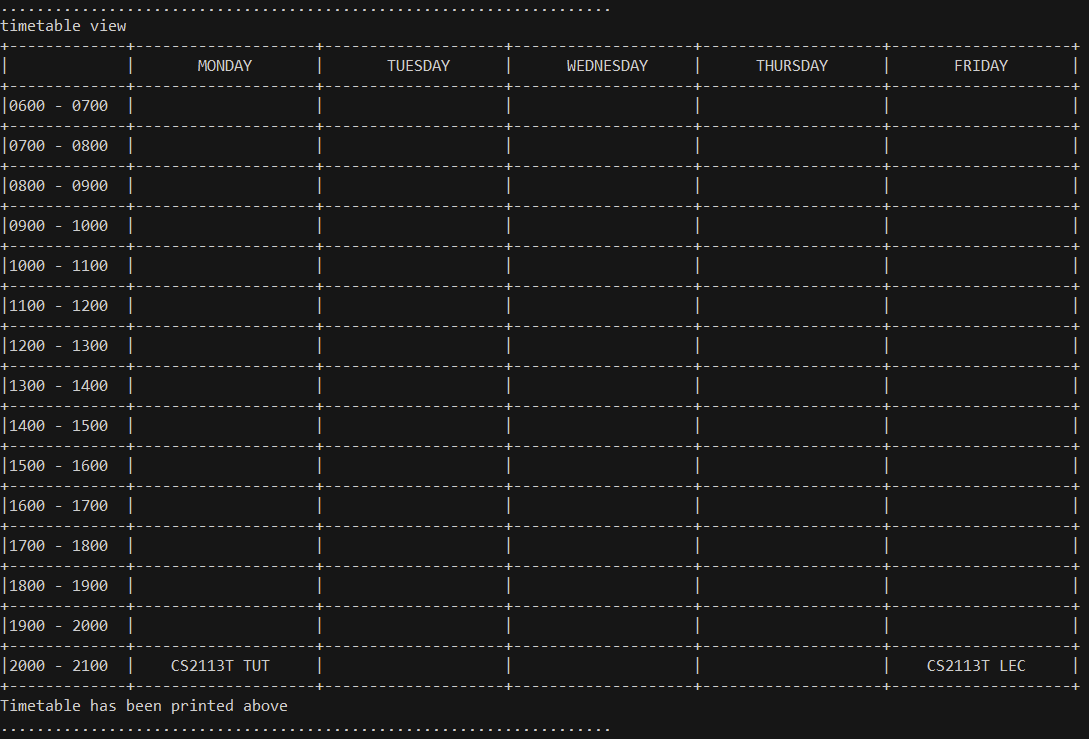 timetable view
MONDAY TUESDAY WEDNESDAY THURSDAY FRIDAY
0600 - 0700
0700 - 0800
0800 - 0900
0900 - 1000
1000 - 1100
1100 - 1200
1200 - 1300
1300 - 1400
1400 - 1500
1500 - 1600
1600 - 1700
1700 - 1800
1800 - 1900
1900 - 2000
2000 - 2100 CS2113T TUT CS2113T LEC
Timetable has been printed above